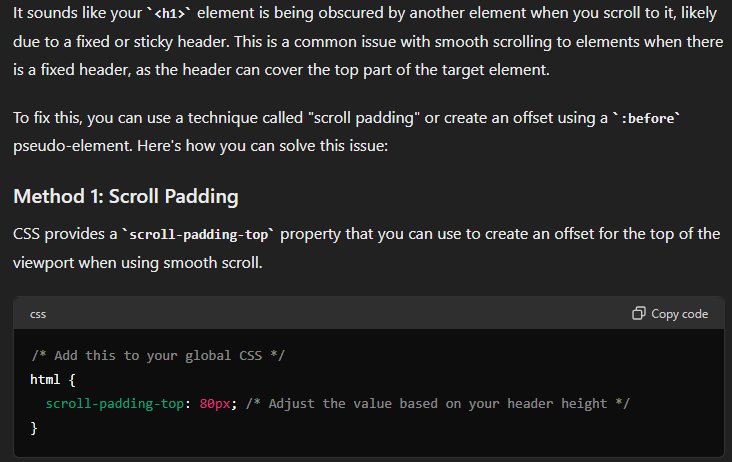 It sounds like your `<h1>` element is being obscured by another element when you scroll to it, likely
due to a fixed or sticky header. This is a common issue with smooth scrolling to elements when there
is a fixed header, as the header can cover the top part of the target element.
To fix this, you can use a technique called "scroll padding" or create an offset using a `:before`
pseudo-element. Here's how you can solve this issue:
Method 1: Scroll Padding
CSS provides a `scroll-padding-top` property that you can use to create an offset for the top of the
viewport when using smooth scroll.
css Copy code
/* Add this to your global CSS */
html {
  scroll-padding-top: 80px; /* Adjust the value based on your header height */
}